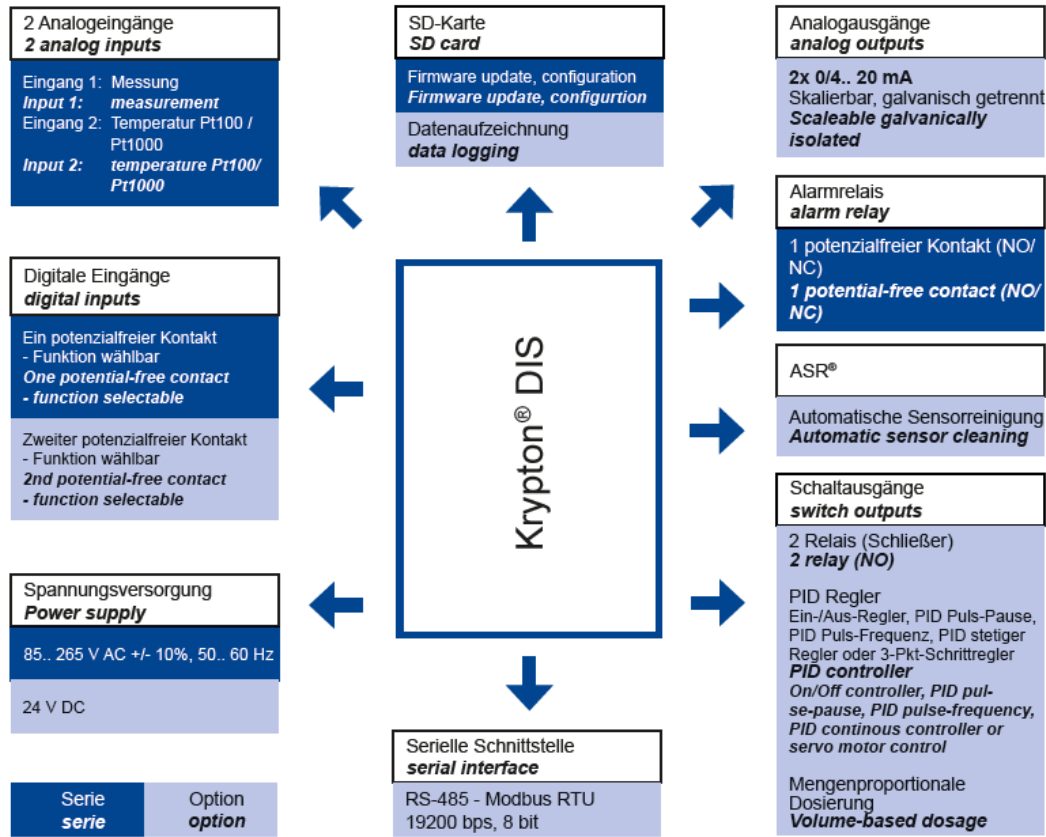 2 Analogeingänge
2 analog inputs
Eingang 1: Messung
Input 1: measurement
Eingang 2: Temperatur Pt100 /
Pt1000
Input 2: temperature Pt100/
Pt1000
SD-Karte
SD card
Firmware update, configuration
Firmware update, configurtion
Datenaufzeichnung
data logging
Analogausgänge
analog outputs
2x 0/4.. 20 mA
Skalierbar, galvanisch getrennt
Scaleable galvanically
isolated
Alarmrelais
alarm relay
1 potenzialfreier Kontakt (NO/
NC)
1 potential-free contact (NO/
NC)
Digitale Eingänge
digital inputs
Ein potenzialfreier Kontakt
- Funktion wählbar
One potential-free contact
- function selectable
Zweiter potenzialfreier Kontakt
- Funktion wählbar
2nd potential-free contact
- function selectable
Krypton® DIS
ASR®
Automatische Sensorreinigung
Automatic sensor cleaning
Schaltausgänge
switch outputs
2 Relais (Schließer)
2 relay (NO)
PID Regler
Ein-/Aus-Regler, PID Puls-Pause,
PID Puls-Frequenz, PID stetiger
Regler oder 3-Pkt-Schrittregler
PID controller
On/Off controller, PID pul-
se-pause, PID pulse-frequency,
PID continous controller or
servo motor control
Mengenproportionale
Dosierung
Volume-based dosage
Spannungsversorgung
Power supply
85.. 265 V AC +/- 10%, 50.. 60 Hz
24 V DC
Serielle Schnittstelle
serial interface
RS-485 - Modbus RTU
19200 bps, 8 bit
Serie
serie
Option
option